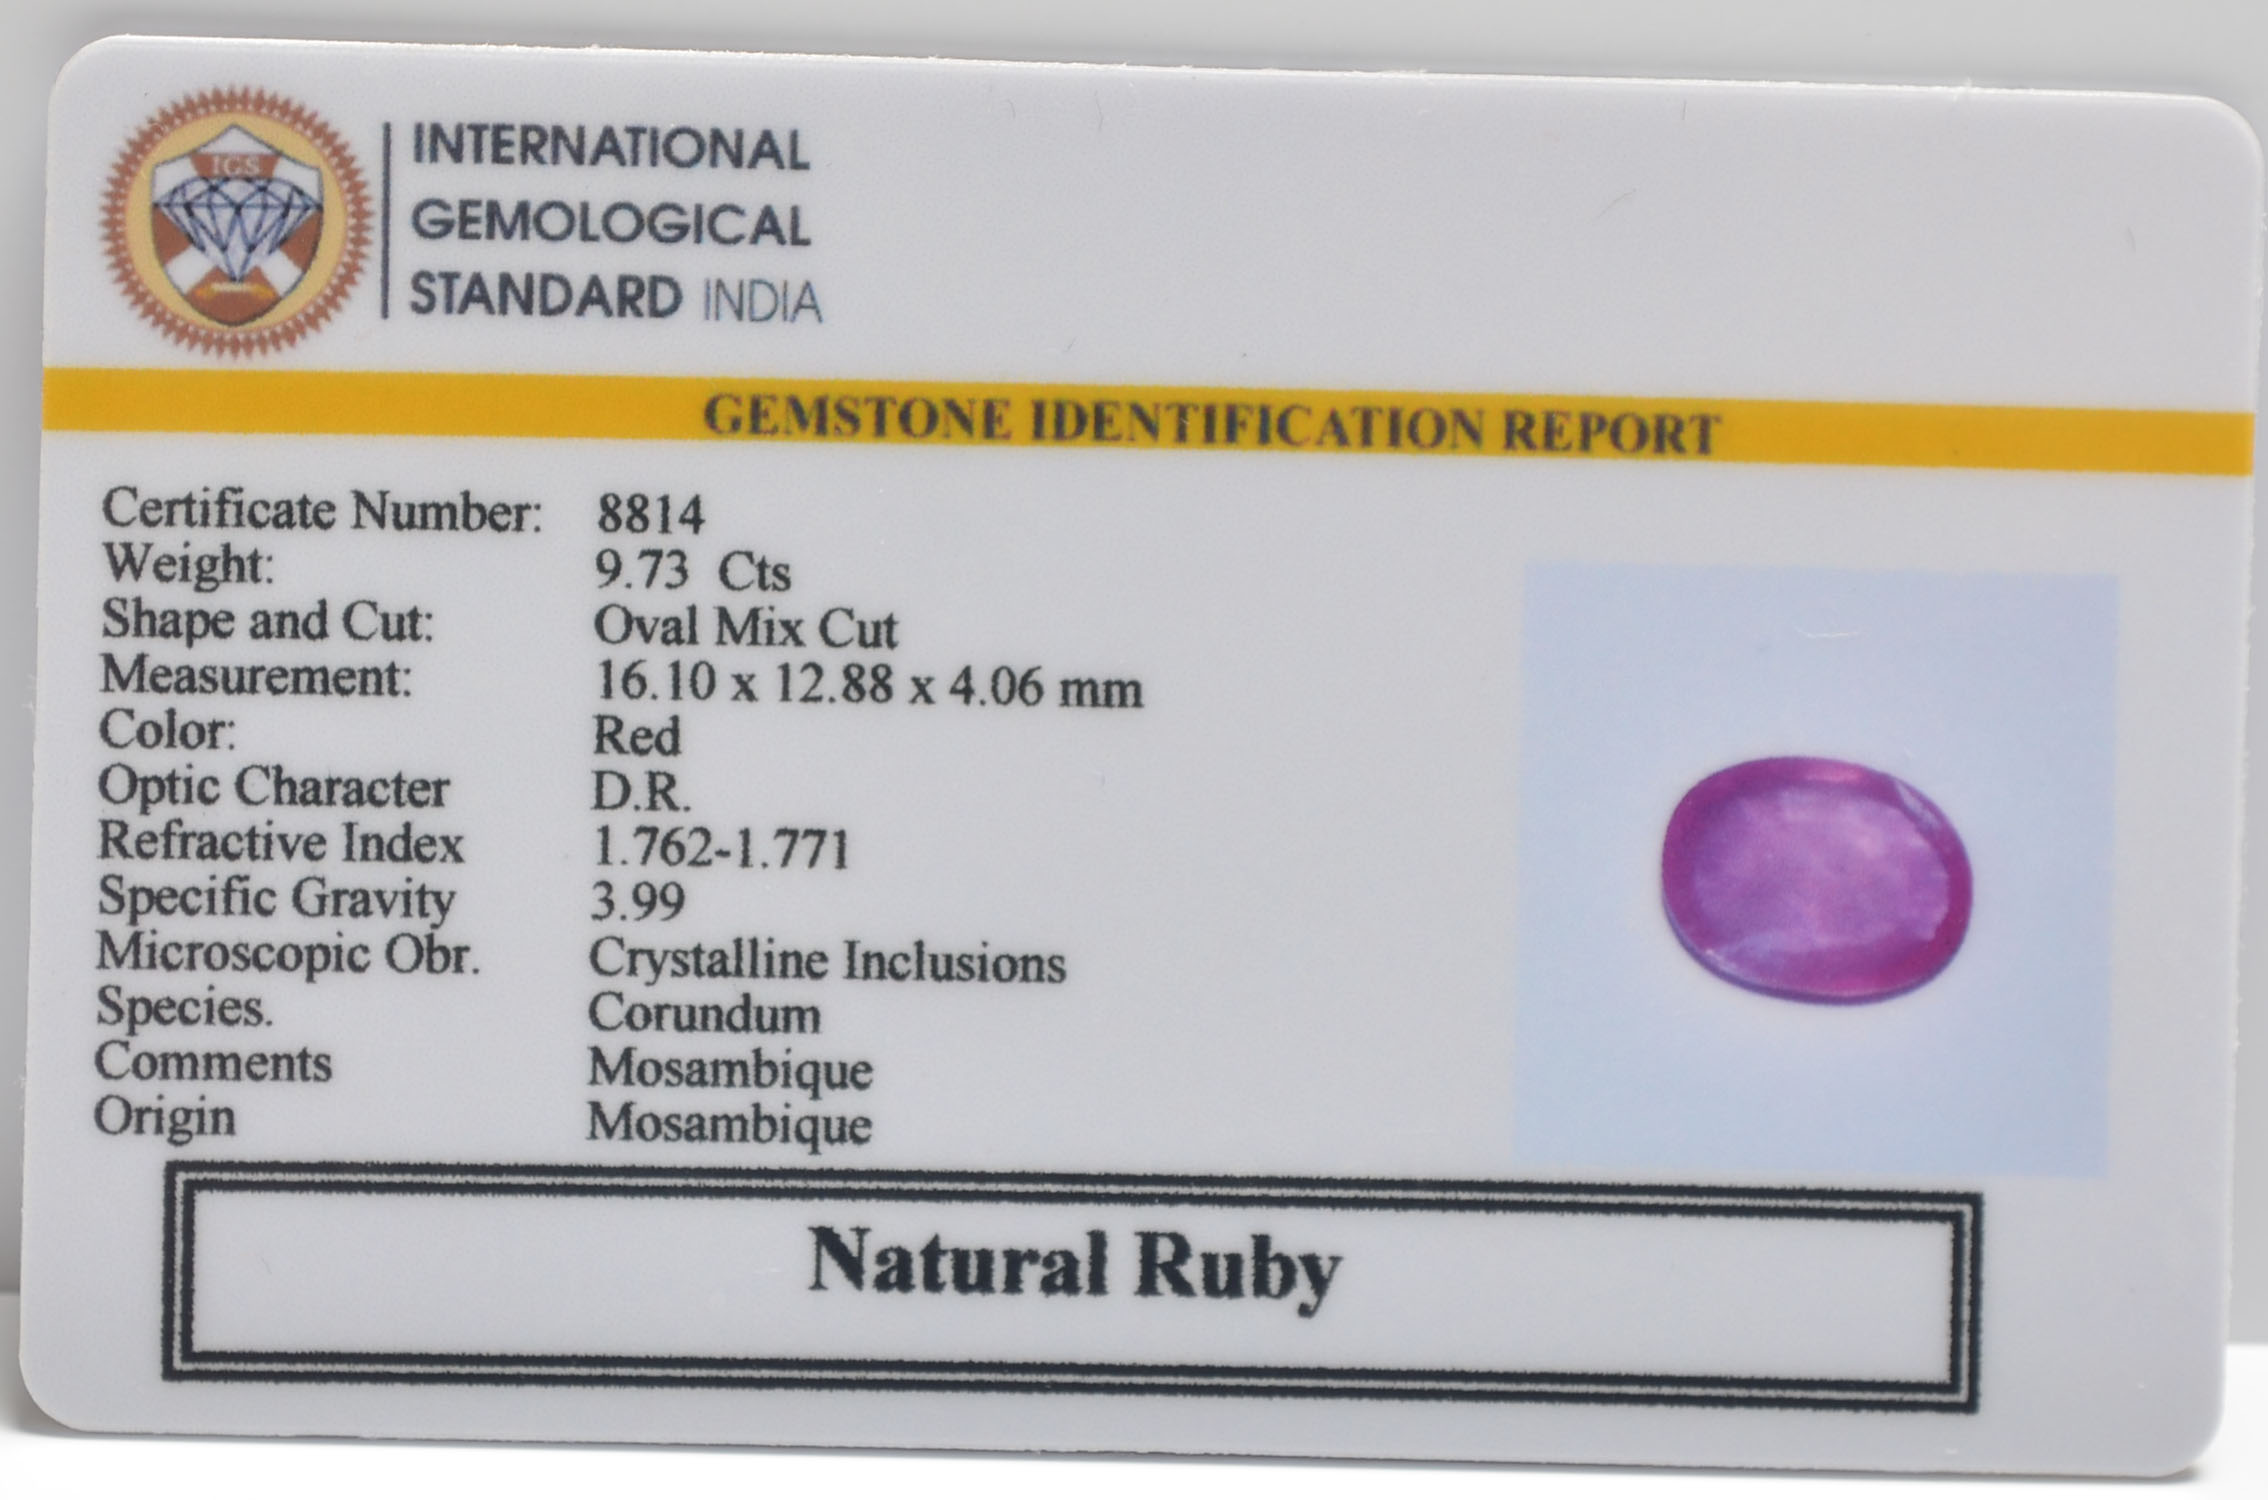 IGS
INTERNATIONAL
GEMOLOGICAL
STANDARD INDIA
GEMSTONE IDENTIFICATION REPORT
Certificate Number: 8814
Weight: 9.73 Cts
Shape and Cut: Oval Mix Cut
Measurement: 16.10 x 12.88 x 4.06 mm
Color: Red
Optic Character D.R.
Refractive Index 1.762-1.771
Specific Gravity 3.99
Microscopic Obr. Crystalline Inclusions
Species. Corundum
Comments Mosambique
Origin Mosambique
Natural Ruby